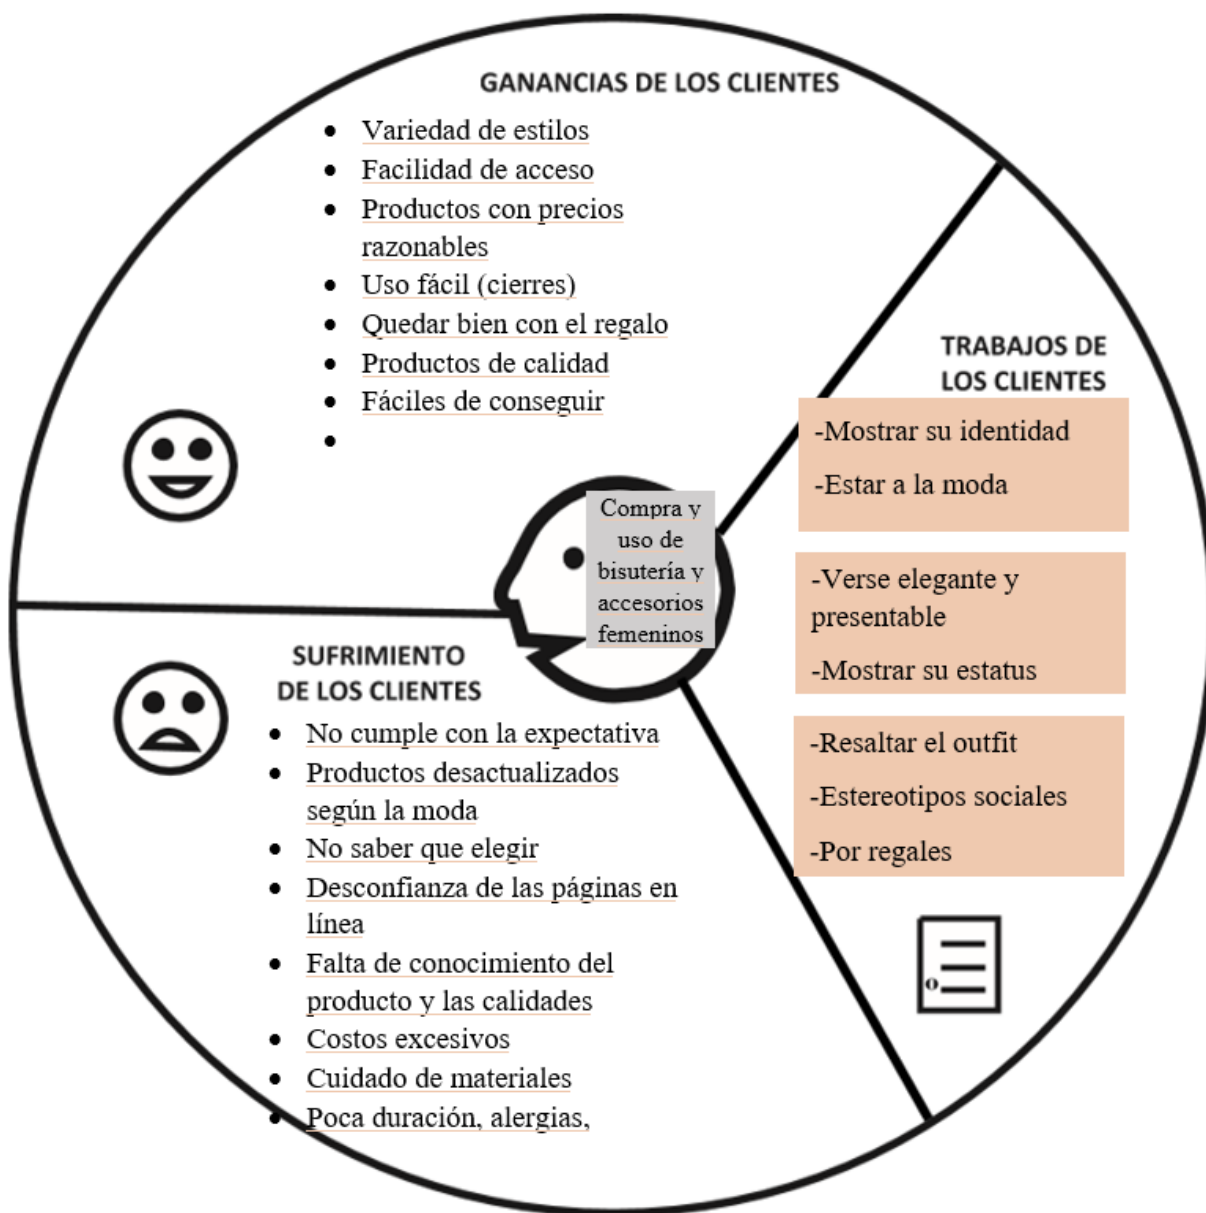 GANANCIAS DE LOS CLIENTES
• Variedad de estilos
• Facilidad de acceso
• Productos con precios
razonables
• Uso fácil (cierres)
• Quedar bien con el regalo
• Productos de calidad
• Fáciles de conseguir
•
TRABAJOS DE
LOS CLIENTES
-Mostrar su identidad
-Estar a la moda
-Verse elegante y
presentable
-Mostrar su estatus
-Resaltar el outfit
-Estereotipos sociales
-Por regales
Compra y
uso de
bisutería y
accesorios
femeninos
SUFRIMIENTO
DE LOS CLIENTES
• No cumple con la expectativa
• Productos desactualizados
según la moda
• No saber que elegir
• Desconfianza de las páginas en
línea
• Falta de conocimiento del
producto y las calidades
• Costos excesivos
• Cuidado de materiales
• Poca duración, alergias,